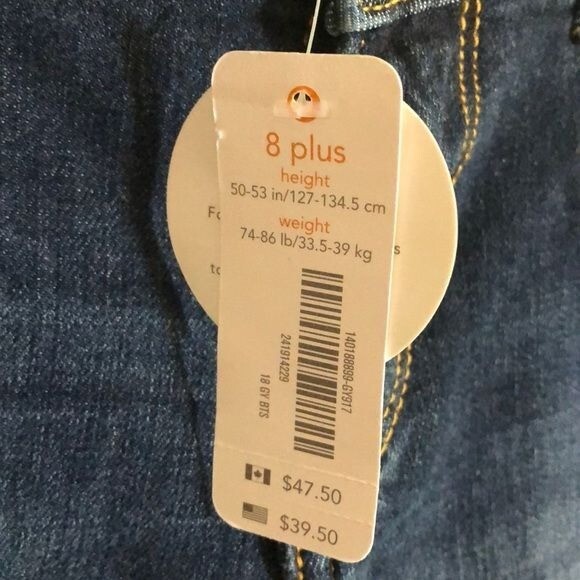 8 plus
height
50-53 in/127-134.5 cm
weight
74-86 lb/33.5-39 kg
140188899-GY917
241914229
18 GY BTS
$47.50
$39.50